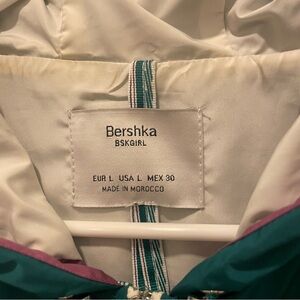 Bershka
BSKGIRL
EUR L USA L MEX 30
MADE IN MOROCCO